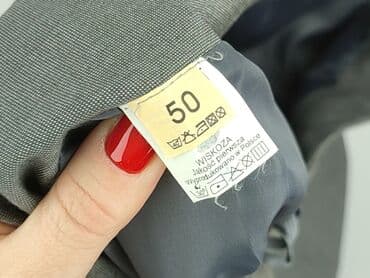 50
WISKOZA
Jakość pierwsza
Wyprodukowano w Polsce